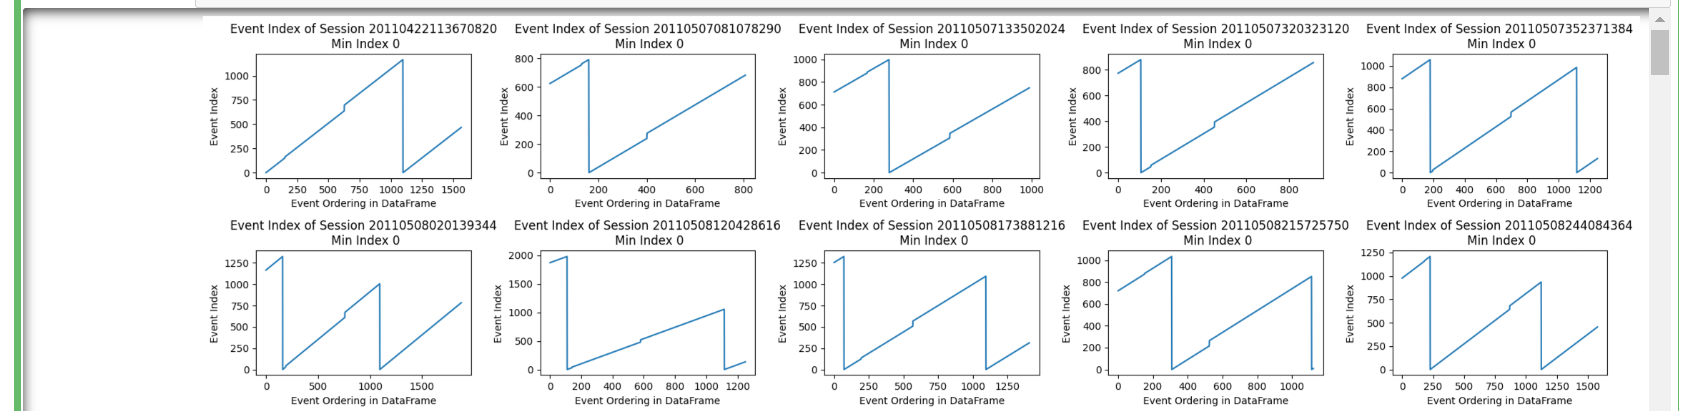 Event Index of Session 20110422113670820
Min Index 0
Event Index
1000
750
500
250
0
0 250 500 750 1000 1250 1500
Event Ordering in DataFrame
Event Index of Session 20110507081078290
Min Index 0
Event Index
800
600
400
200
0
0 200 400 600 800
Event Ordering in DataFrame
Event Index of Session 20110507133502024
Min Index 0
Event Index
1000
800
600
400
200
0
0 200 400 600 800 1000
Event Ordering in DataFrame
Event Index of Session 20110507320323120
Min Index 0
Event Index
800
600
400
200
0
0 200 400 600 800
Event Ordering in DataFrame
Event Index of Session 20110507352371384
Min Index 0
Event Index
1000
800
600
400
200
0
0 200 400 600 800 1000 1200
Event Ordering in DataFrame
Event Index of Session 20110508020139344
Min Index 0
Event Index
1250
1000
750
500
250
0
0 500 1000 1500
Event Ordering in DataFrame
Event Index of Session 20110508120428616
Min Index 0
Event Index
2000
1500
1000
500
0
0 200 400 600 800 1000 1200
Event Ordering in DataFrame
Event Index of Session 20110508173881216
Min Index 0
Event Index
1250
1000
750
500
250
0
0 250 500 750 1000 1250
Event Ordering in DataFrame
Event Index of Session 20110508215725750
Min Index 0
Event Index
1000
800
600
400
200
0
0 250 500 750 1000
Event Ordering in DataFrame
Event Index of Session 20110508244084364
Min Index 0
Event Index
1250
1000
750
500
250
0
0 250 500 750 1000 1250 1500
Event Ordering in DataFrame